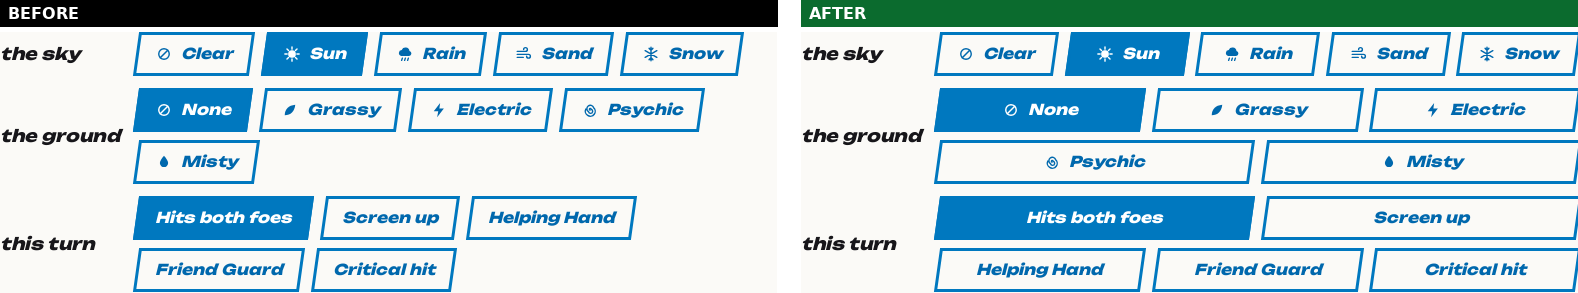 BEFORE
the sky Clear Sun Rain Sand Snow
the ground None Grassy Electric Psychic
Misty
this turn Hits both foes Screen up Helping Hand
Friend Guard Critical hit
AFTER
the sky Clear Sun Rain Sand Snow
the ground None Grassy Electric
Psychic Misty
this turn Hits both foes Screen up
Helping Hand Friend Guard Critical hit